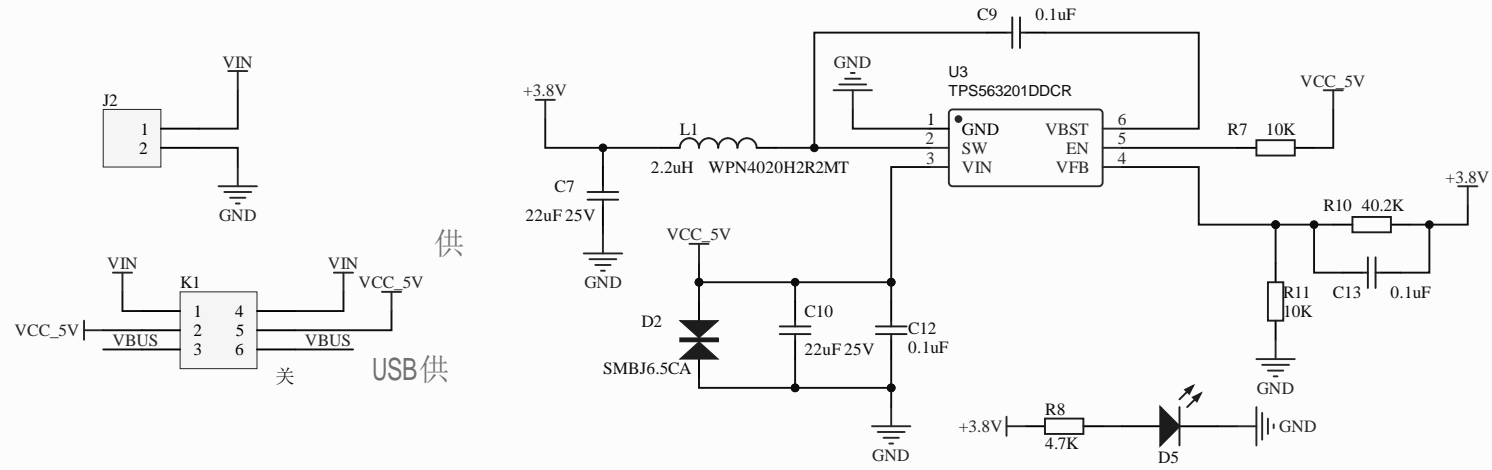 VIN
J2
1
2
GND
供
VIN
VIN
K1
VCC_5V
1
4
VCC_5V
2
5
VBUS
3
6
VBUS
关
USB供
C9
0.1uF
GND
U3
TPS563201DDCR
VCC_5V
+3.8V
1
GND
VBST
6
L1
2
SW
EN
5
R7
10K
2.2uH
WPN4020H2R2MT
3
VIN
VFB
4
C7
22uF 25V
GND
+3.8V
R10
40.2K
C13
0.1uF
R11
10K
GND
VCC_5V
D2
SMBJ6.5CA
C10
22uF 25V
C12
0.1uF
GND
+3.8V
R8
4.7K
D5
GND